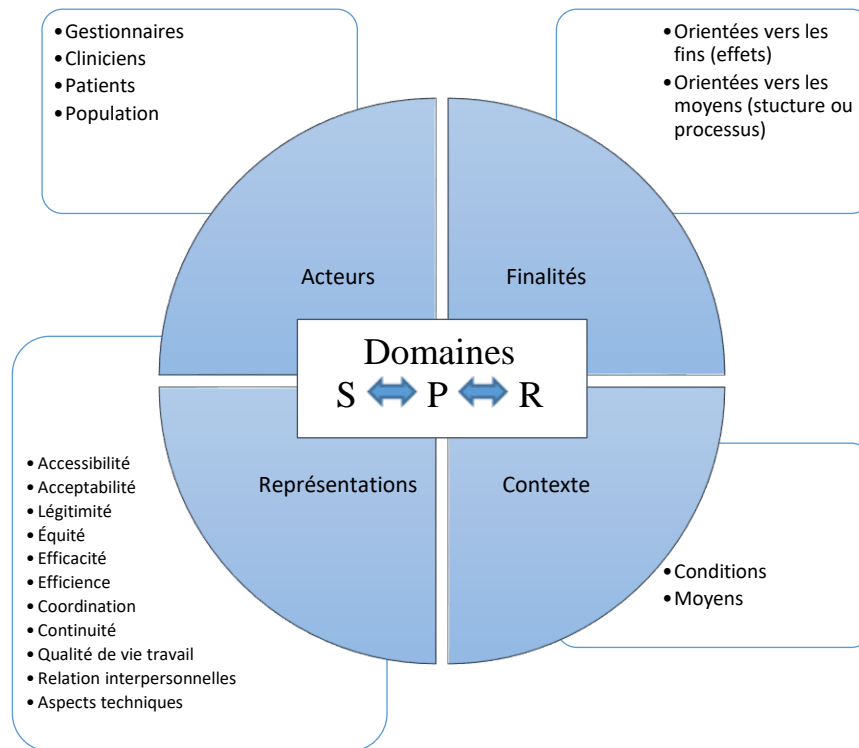 •Gestionnaires
•Cliniciens
•Patients
•Population
•Orientées vers les
fins (effets)
•Orientées vers les
moyens (stucture ou
processus)
Acteurs
Finalités
Domaines
S P R
Représentations
Contexte
•Accessibilité
•Acceptabilité
•Légitimité
•Équité
•Efficacité
•Efficience
•Coordination
•Continuité
•Qualité de vie travail
•Relation interpersonnelles
•Aspects techniques
•Conditions
•Moyens